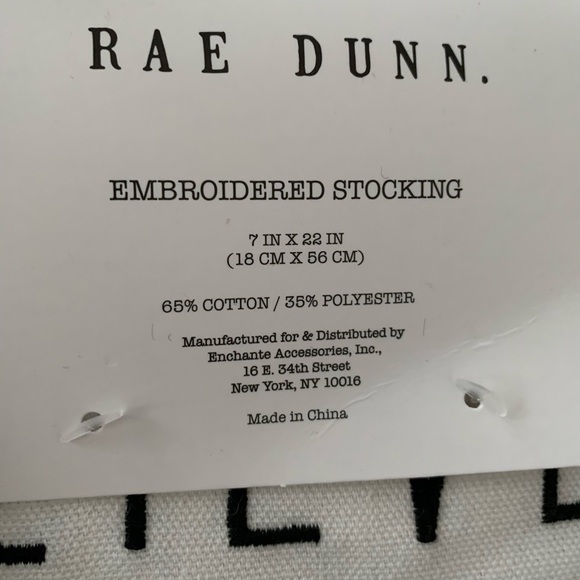 RAE DUNN.
EMBROIDERED STOCKING
7 IN X 22 IN
(18 CM X 56 CM)
65% COTTON / 35% POLYESTER
Manufactured for & Distributed by
Enchante Accessories, Inc.,
16 E. 34th Street
New York, NY 10016
Made in China